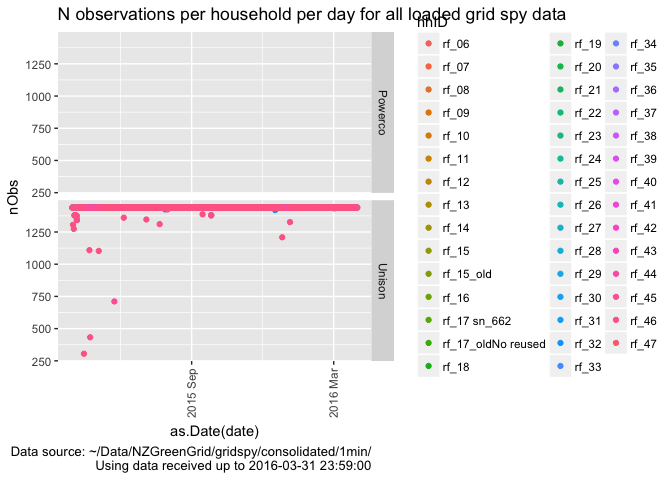 N observations per household per day for all loaded grid spy data
hhID
nObs
1250
1000
750
500
250
Powerco
1250
1000
750
500
250
Unison
2015 Sep
2016 Mar
as.Date(date)
rf_06
rf_07
rf_08
rf_09
rf_10
rf_11
rf_12
rf_13
rf_14
rf_15
rf_15_old
rf_16
rf_17 sn_662
rf_17_oldNo reused
rf_18
rf_19
rf_20
rf_21
rf_22
rf_23
rf_24
rf_25
rf_26
rf_27
rf_28
rf_29
rf_30
rf_31
rf_32
rf_33
rf_34
rf_35
rf_36
rf_37
rf_38
rf_39
rf_40
rf_41
rf_42
rf_43
rf_44
rf_45
rf_46
rf_47
Data source: ~/Data/NZGreenGrid/gridspy/consolidated/1min/
Using data received up to 2016-03-31 23:59:00